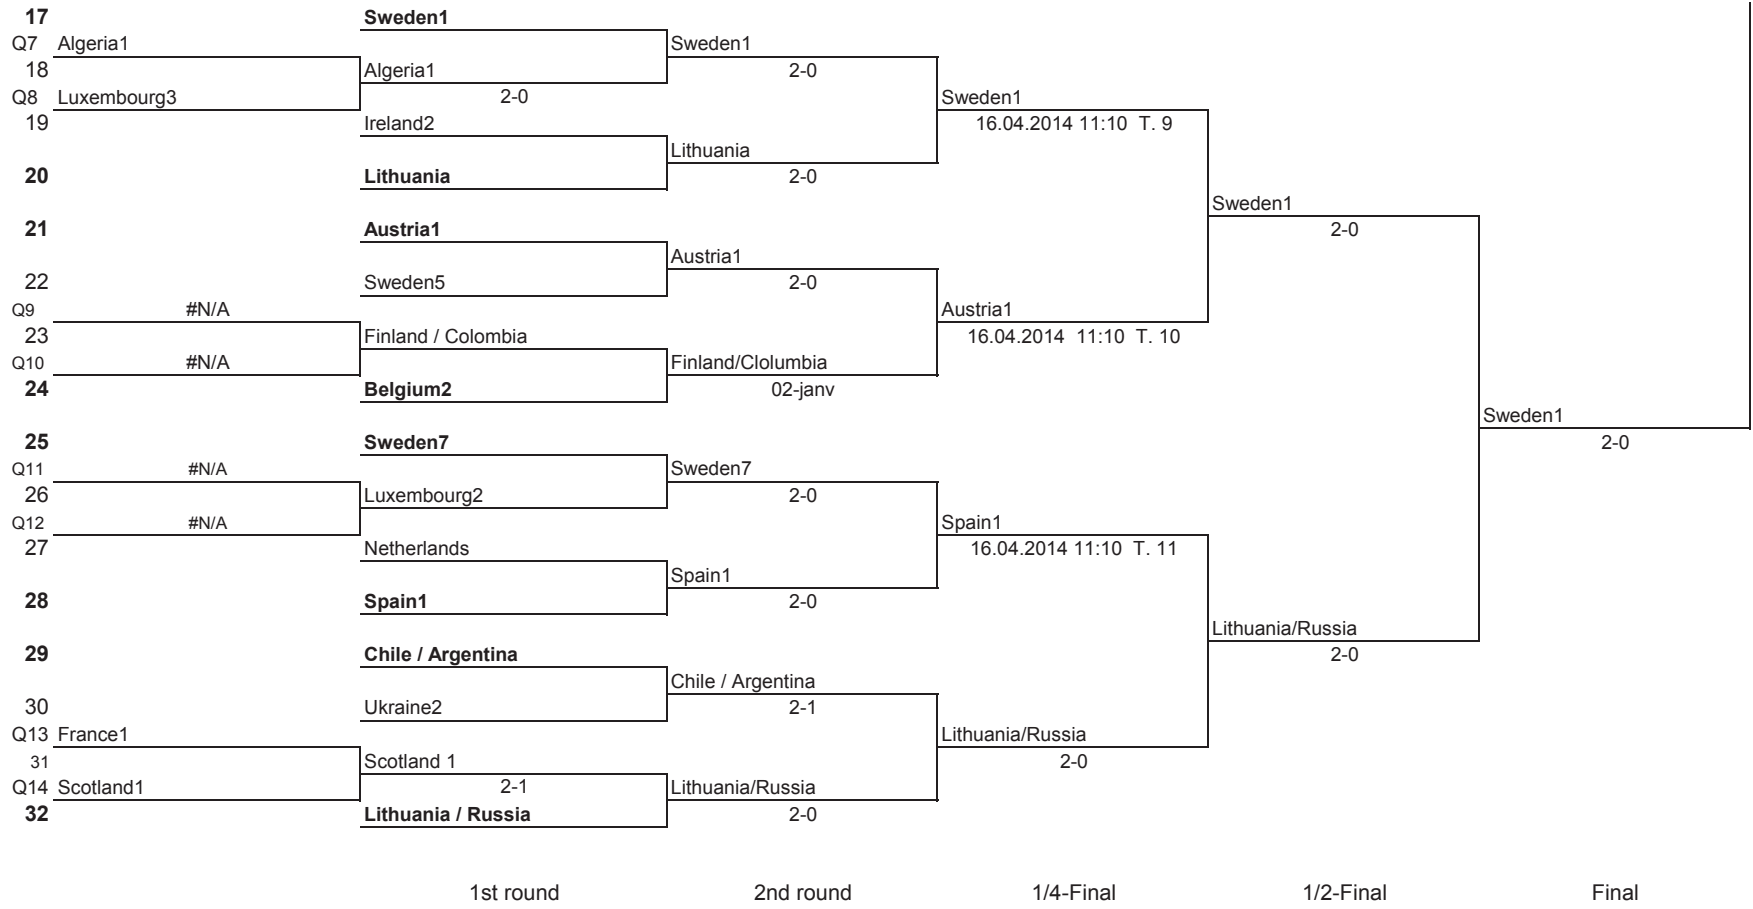 17 Sweden1
Q7 Algeria1 Sweden1
18 Algeria1 2-0
Q8 Luxembourg3 2-0 Sweden1
19 Ireland2 16.04.2014 11:10 T. 9
Lithuania
20 Lithuania 2-0
Sweden1
21 Austria1 2-0
Austria1
22 Sweden5 2-0
Q9 #N/A Austria1
23 Finland / Colombia 16.04.2014 11:10 T. 10
Q10 #N/A Finland/Clolumbia
24 Belgium2 02-janv
Sweden1
25 Sweden7 2-0
Q11 #N/A Sweden7
26 Luxembourg2 2-0
Q12 #N/A Spain1
27 Netherlands 16.04.2014 11:10 T. 11
Spain1
28 Spain1 2-0
Lithuania/Russia
29 Chile / Argentina 2-0
Chile / Argentina
30 Ukraine2 2-1
Q13 France1 Lithuania/Russia
31 Scotland 1 2-0
Q14 Scotland1 2-1 Lithuania/Russia
32 Lithuania / Russia 2-0
1st round 2nd round 1/4-Final 1/2-Final Final